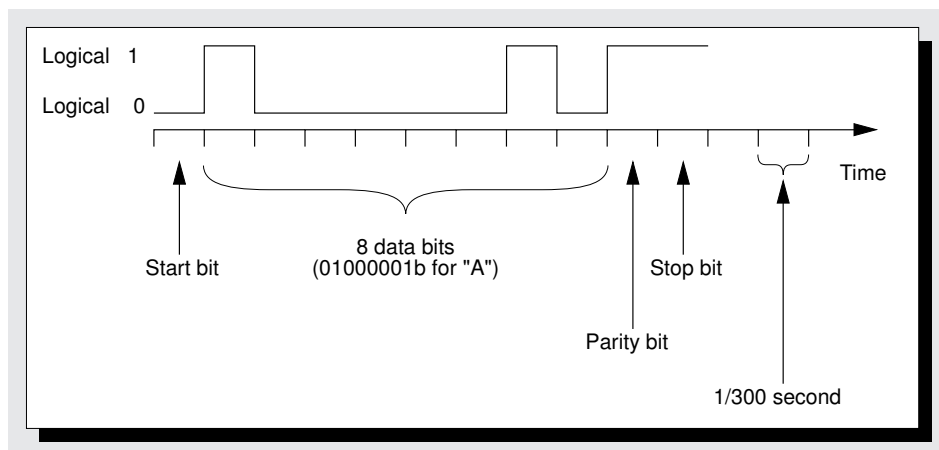 Logical 1
Logical 0
Time
8 data bits
(01000001b for "A")
Start bit
Stop bit
Parity bit
1/300 second